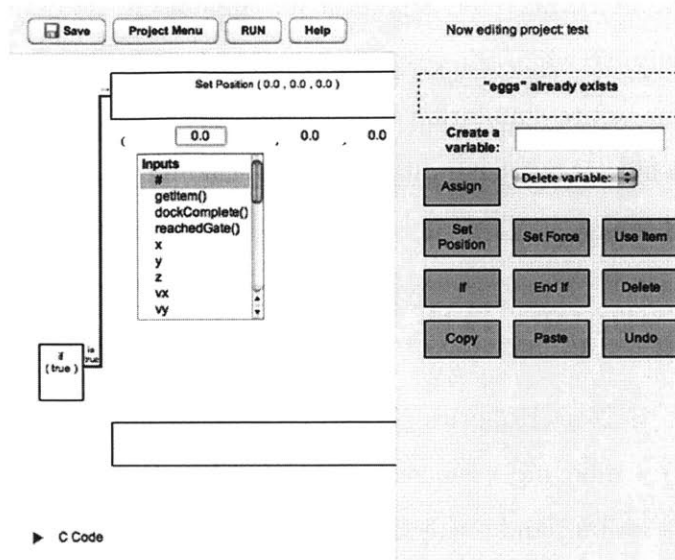 Save Project Menu RUN Help Now editing project: test
Set Position ( 0.0 , 0.0 , 0.0 )
( 0.0 , 0.0 , 0.0
Inputs
#
getItem()
dockComplete()
reachedGate()
x
y
z
vx
vy
if
( true )
is
true
C Code
"eggs" already exists
Create a
variable:
Assign Delete variable:
Set
Position
Set Force Use Item
If End If Delete
Copy Paste Undo